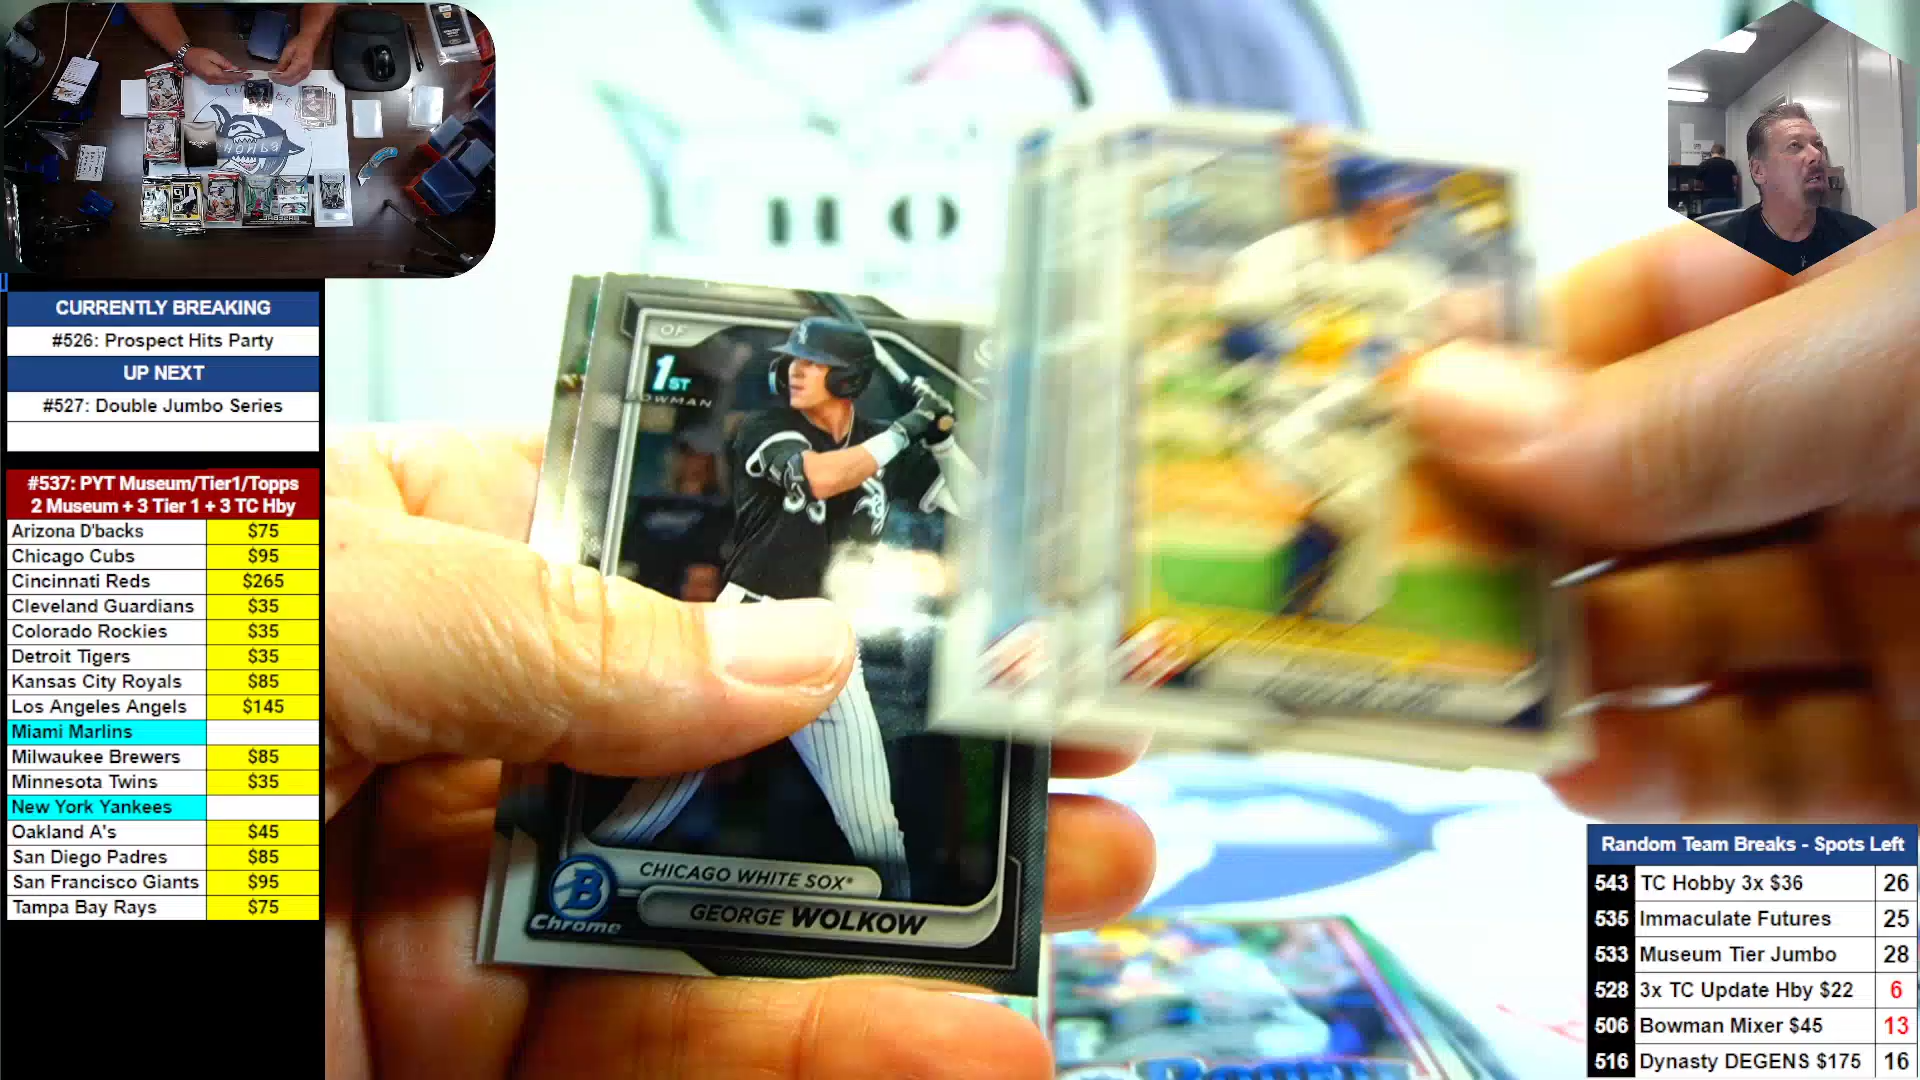 CURRENTLY BREAKING
#526: Prospect Hits Party
UP NEXT
#527: Double Jumbo Series
#537: PYT Museum/Tier1/Topps
2 Museum + 3 Tier 1 + 3 TC Hby
Arizona D'backs $75
Chicago Cubs $95
Cincinnati Reds $265
Cleveland Guardians $35
Colorado Rockies $35
Detroit Tigers $35
Kansas City Royals $85
Los Angeles Angels $145
Miami Marlins
Milwaukee Brewers $85
Minnesota Twins $35
New York Yankees
Oakland A's $45
San Diego Padres $85
San Francisco Giants $95
Tampa Bay Rays $75
HO
OF
1ST
BOWMAN
B
Chrome
CHICAGO WHITE SOX
GEORGE WOLKOW
Random Team Breaks - Spots Left
543 TC Hobby 3x $36 26
535 Immaculate Futures 25
533 Museum Tier Jumbo 28
528 3x TC Update Hby $22 6
506 Bowman Mixer $45 13
516 Dynasty DEGENS $175 16